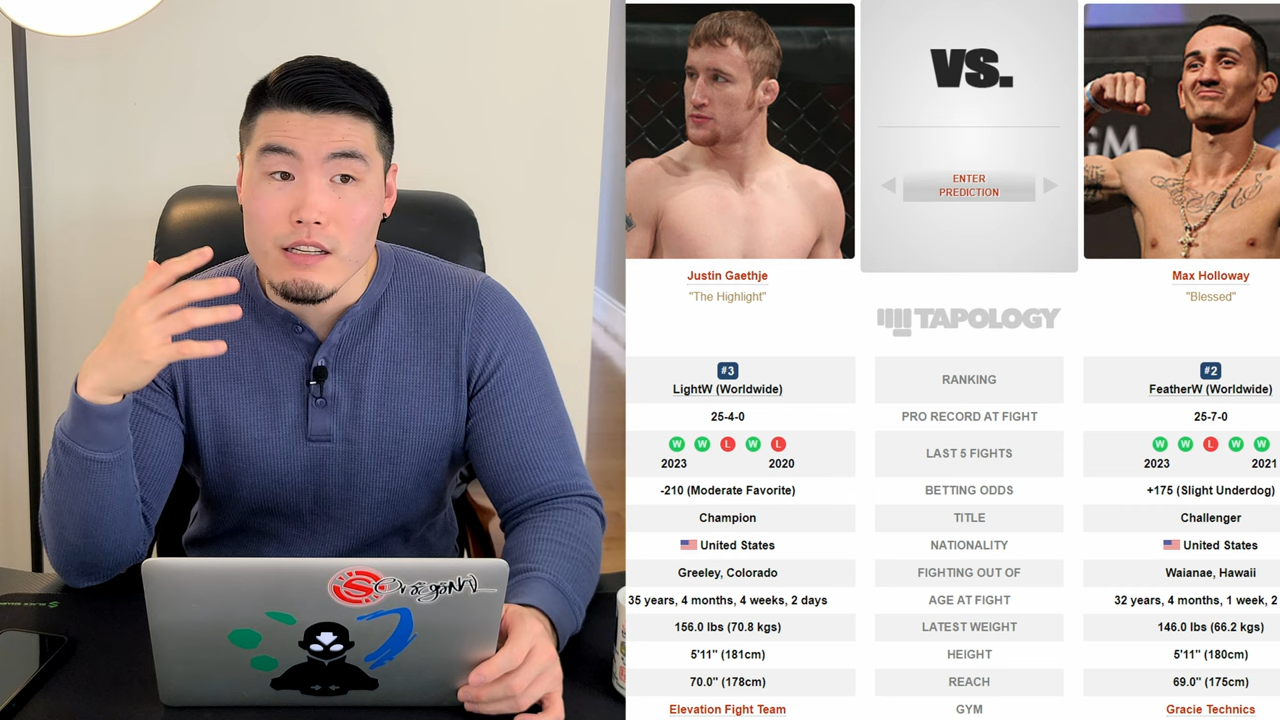 VS.
ENTER
PREDICTION
Justin Gaethje
"The Highlight"
Max Holloway
"Blessed"
TAPOLOGY
#3
LightW (Worldwide)
RANKING
#2
FeatherW (Worldwide)
25-4-0
PRO RECORD AT FIGHT
25-7-0
W W L W L
2023 2020
LAST 5 FIGHTS
W W L W W
2023 2021
-210 (Moderate Favorite)
BETTING ODDS
+175 (Slight Underdog)
Champion
TITLE
Challenger
United States
NATIONALITY
United States
Greeley, Colorado
FIGHTING OUT OF
Waianae, Hawaii
35 years, 4 months, 4 weeks, 2 days
AGE AT FIGHT
32 years, 4 months, 1 week, 2
156.0 lbs (70.8 kgs)
LATEST WEIGHT
146.0 lbs (66.2 kgs)
5'11" (181cm)
HEIGHT
5'11" (180cm)
70.0" (178cm)
REACH
69.0" (175cm)
Elevation Fight Team
GYM
Gracie Technics